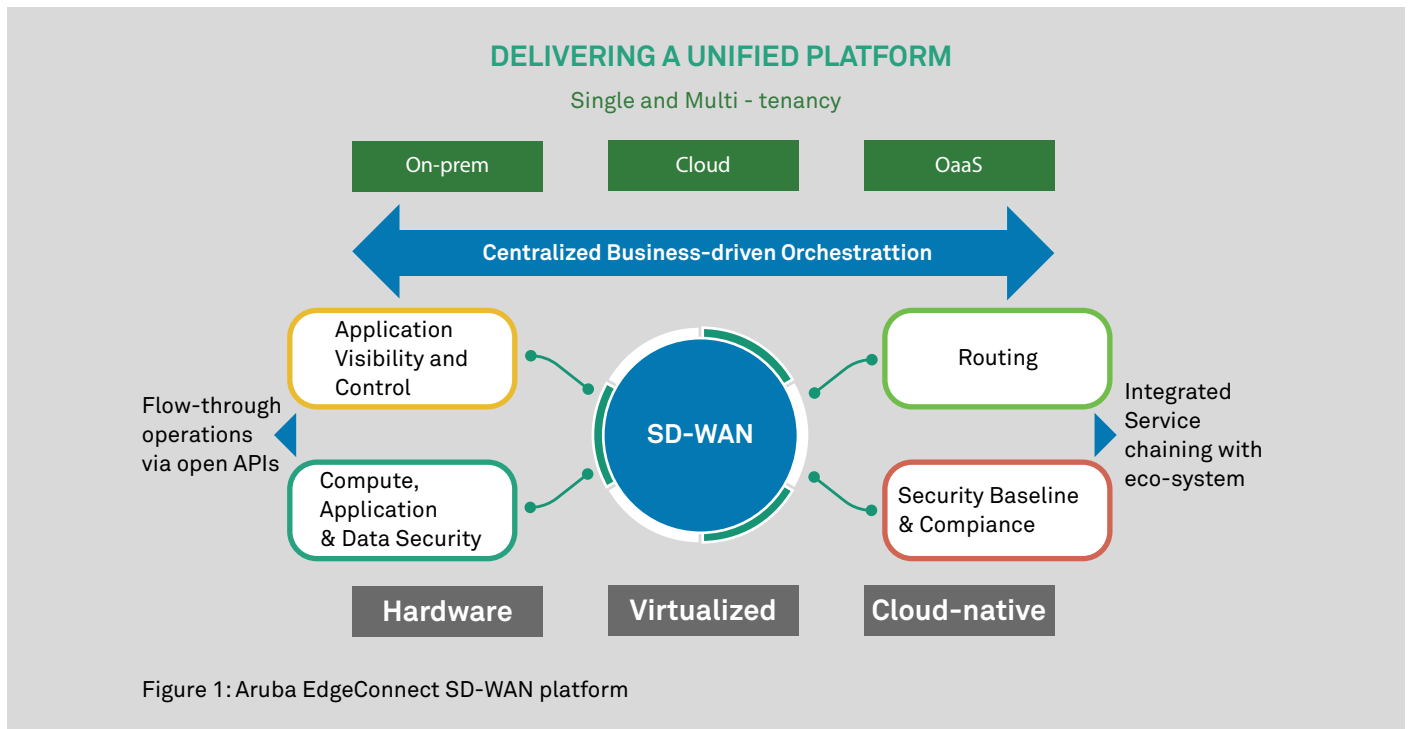 DELIVERING A UNIFIED PLATFORM
Single and Multi - tenancy
On-prem
Cloud
OaaS
Centralized Business-driven Orchestrattion
Application
Visibility and
Control
Routing
Flow-through
operations
via open APIs
SD-WAN
Integrated
Service
chaining with
eco-system
Compute,
Application
& Data Security
Security Baseline
& Compiance
Hardware
Virtualized
Cloud-native
Figure 1: Aruba EdgeConnect SD-WAN platform